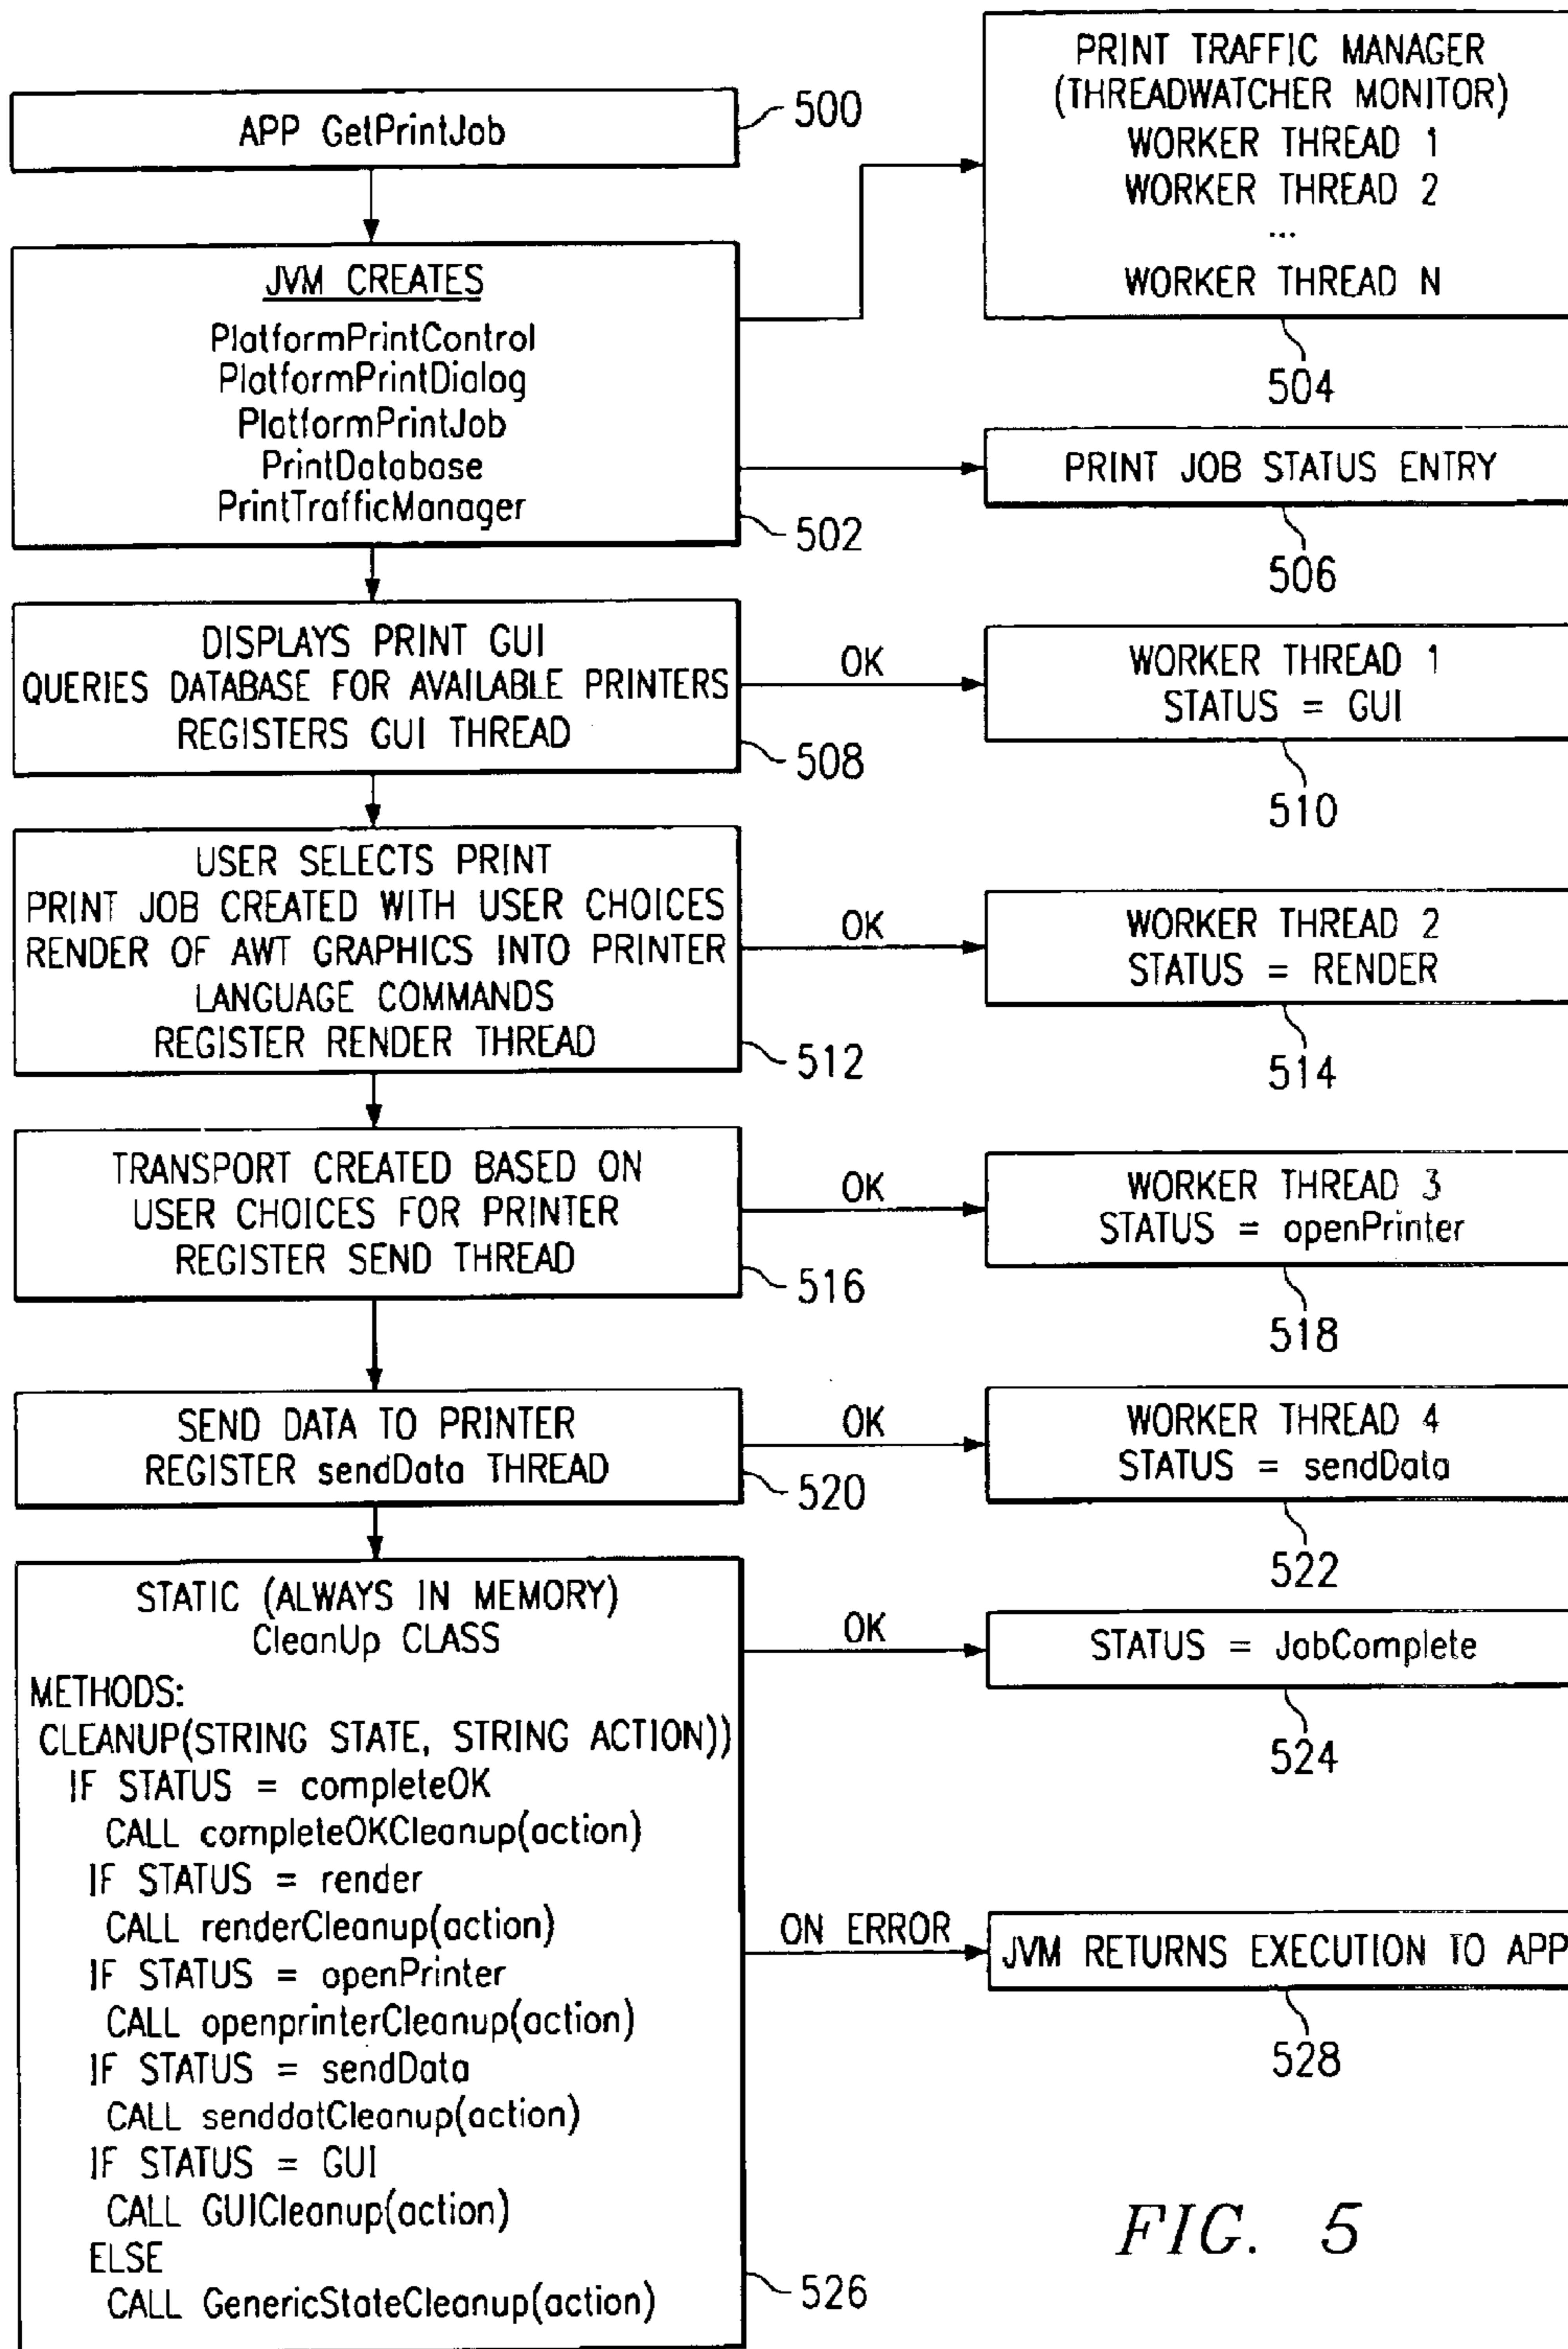 APP GetPrintJob
500
JVM CREATES
PlatformPrintControl
PlatformPrintDialog
PlatformPrintJob
PrintDatabase
PrintTrafficManager
502
PRINT TRAFFIC MANAGER
(THREADWATCHER MONITOR)
WORKER THREAD 1
WORKER THREAD 2
...
WORKER THREAD N
504
PRINT JOB STATUS ENTRY
506
DISPLAYS PRINT GUI
QUERIES DATABASE FOR AVAILABLE PRINTERS
REGISTERS GUI THREAD
508
OK
WORKER THREAD 1
STATUS = GUI
510
USER SELECTS PRINT
PRINT JOB CREATED WITH USER CHOICES
RENDER OF AWT GRAPHICS INTO PRINTER
LANGUAGE COMMANDS
REGISTER RENDER THREAD
512
OK
WORKER THREAD 2
STATUS = RENDER
514
TRANSPORT CREATED BASED ON
USER CHOICES FOR PRINTER
REGISTER SEND THREAD
516
OK
WORKER THREAD 3
STATUS = openPrinter
518
SEND DATA TO PRINTER
REGISTER sendData THREAD
520
OK
WORKER THREAD 4
STATUS = sendData
522
STATIC (ALWAYS IN MEMORY)
CleanUp CLASS
METHODS:
CLEANUP(STRING STATE, STRING ACTION))
IF STATUS = completeOK
CALL completeOKCleanup(action)
IF STATUS = render
CALL renderCleanup(action)
IF STATUS = openPrinter
CALL openprinterCleanup(action)
IF STATUS = sendData
CALL senddatCleanup(action)
IF STATUS = GUI
CALL GUICleanup(action)
ELSE
CALL GenericStateCleanup(action)
526
OK
STATUS = JobComplete
524
ON ERROR
JVM RETURNS EXECUTION TO APP
528
FIG. 5